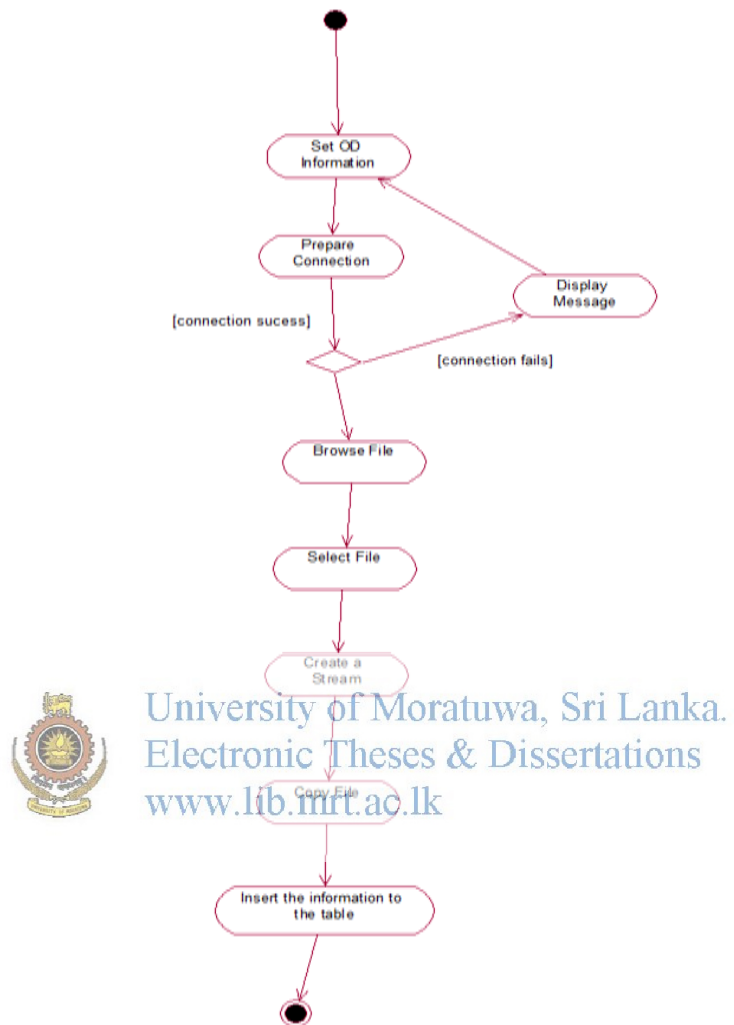 Set OD
Information
Prepare
Connection
Display
Message
[connection sucess]
[connection fails]
Browse File
Select File
Create a
Stream
University of Moratuwa, Sri Lanka.
Electronic Theses & Dissertations
Copy File
www.lib.mrt.ac.lk
Insert the information to
the table